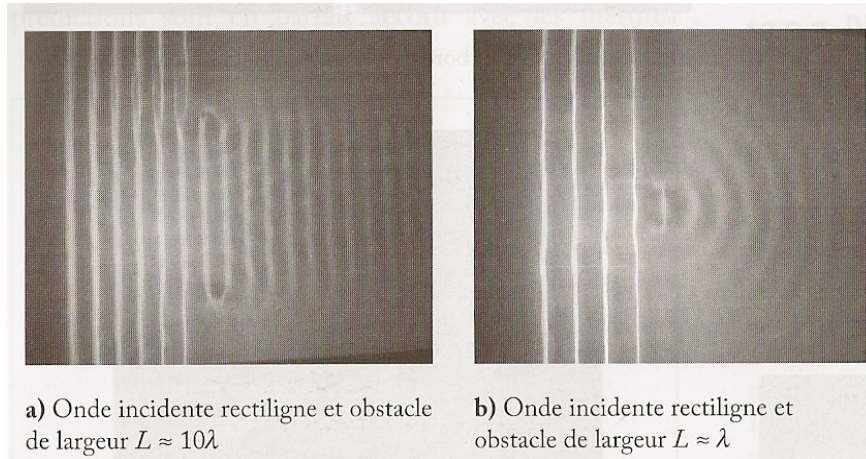 a) Onde incidente rectiligne et obstacle
de largeur L ≈ 10λ
b) Onde incidente rectiligne et
obstacle de largeur L ≈ λ